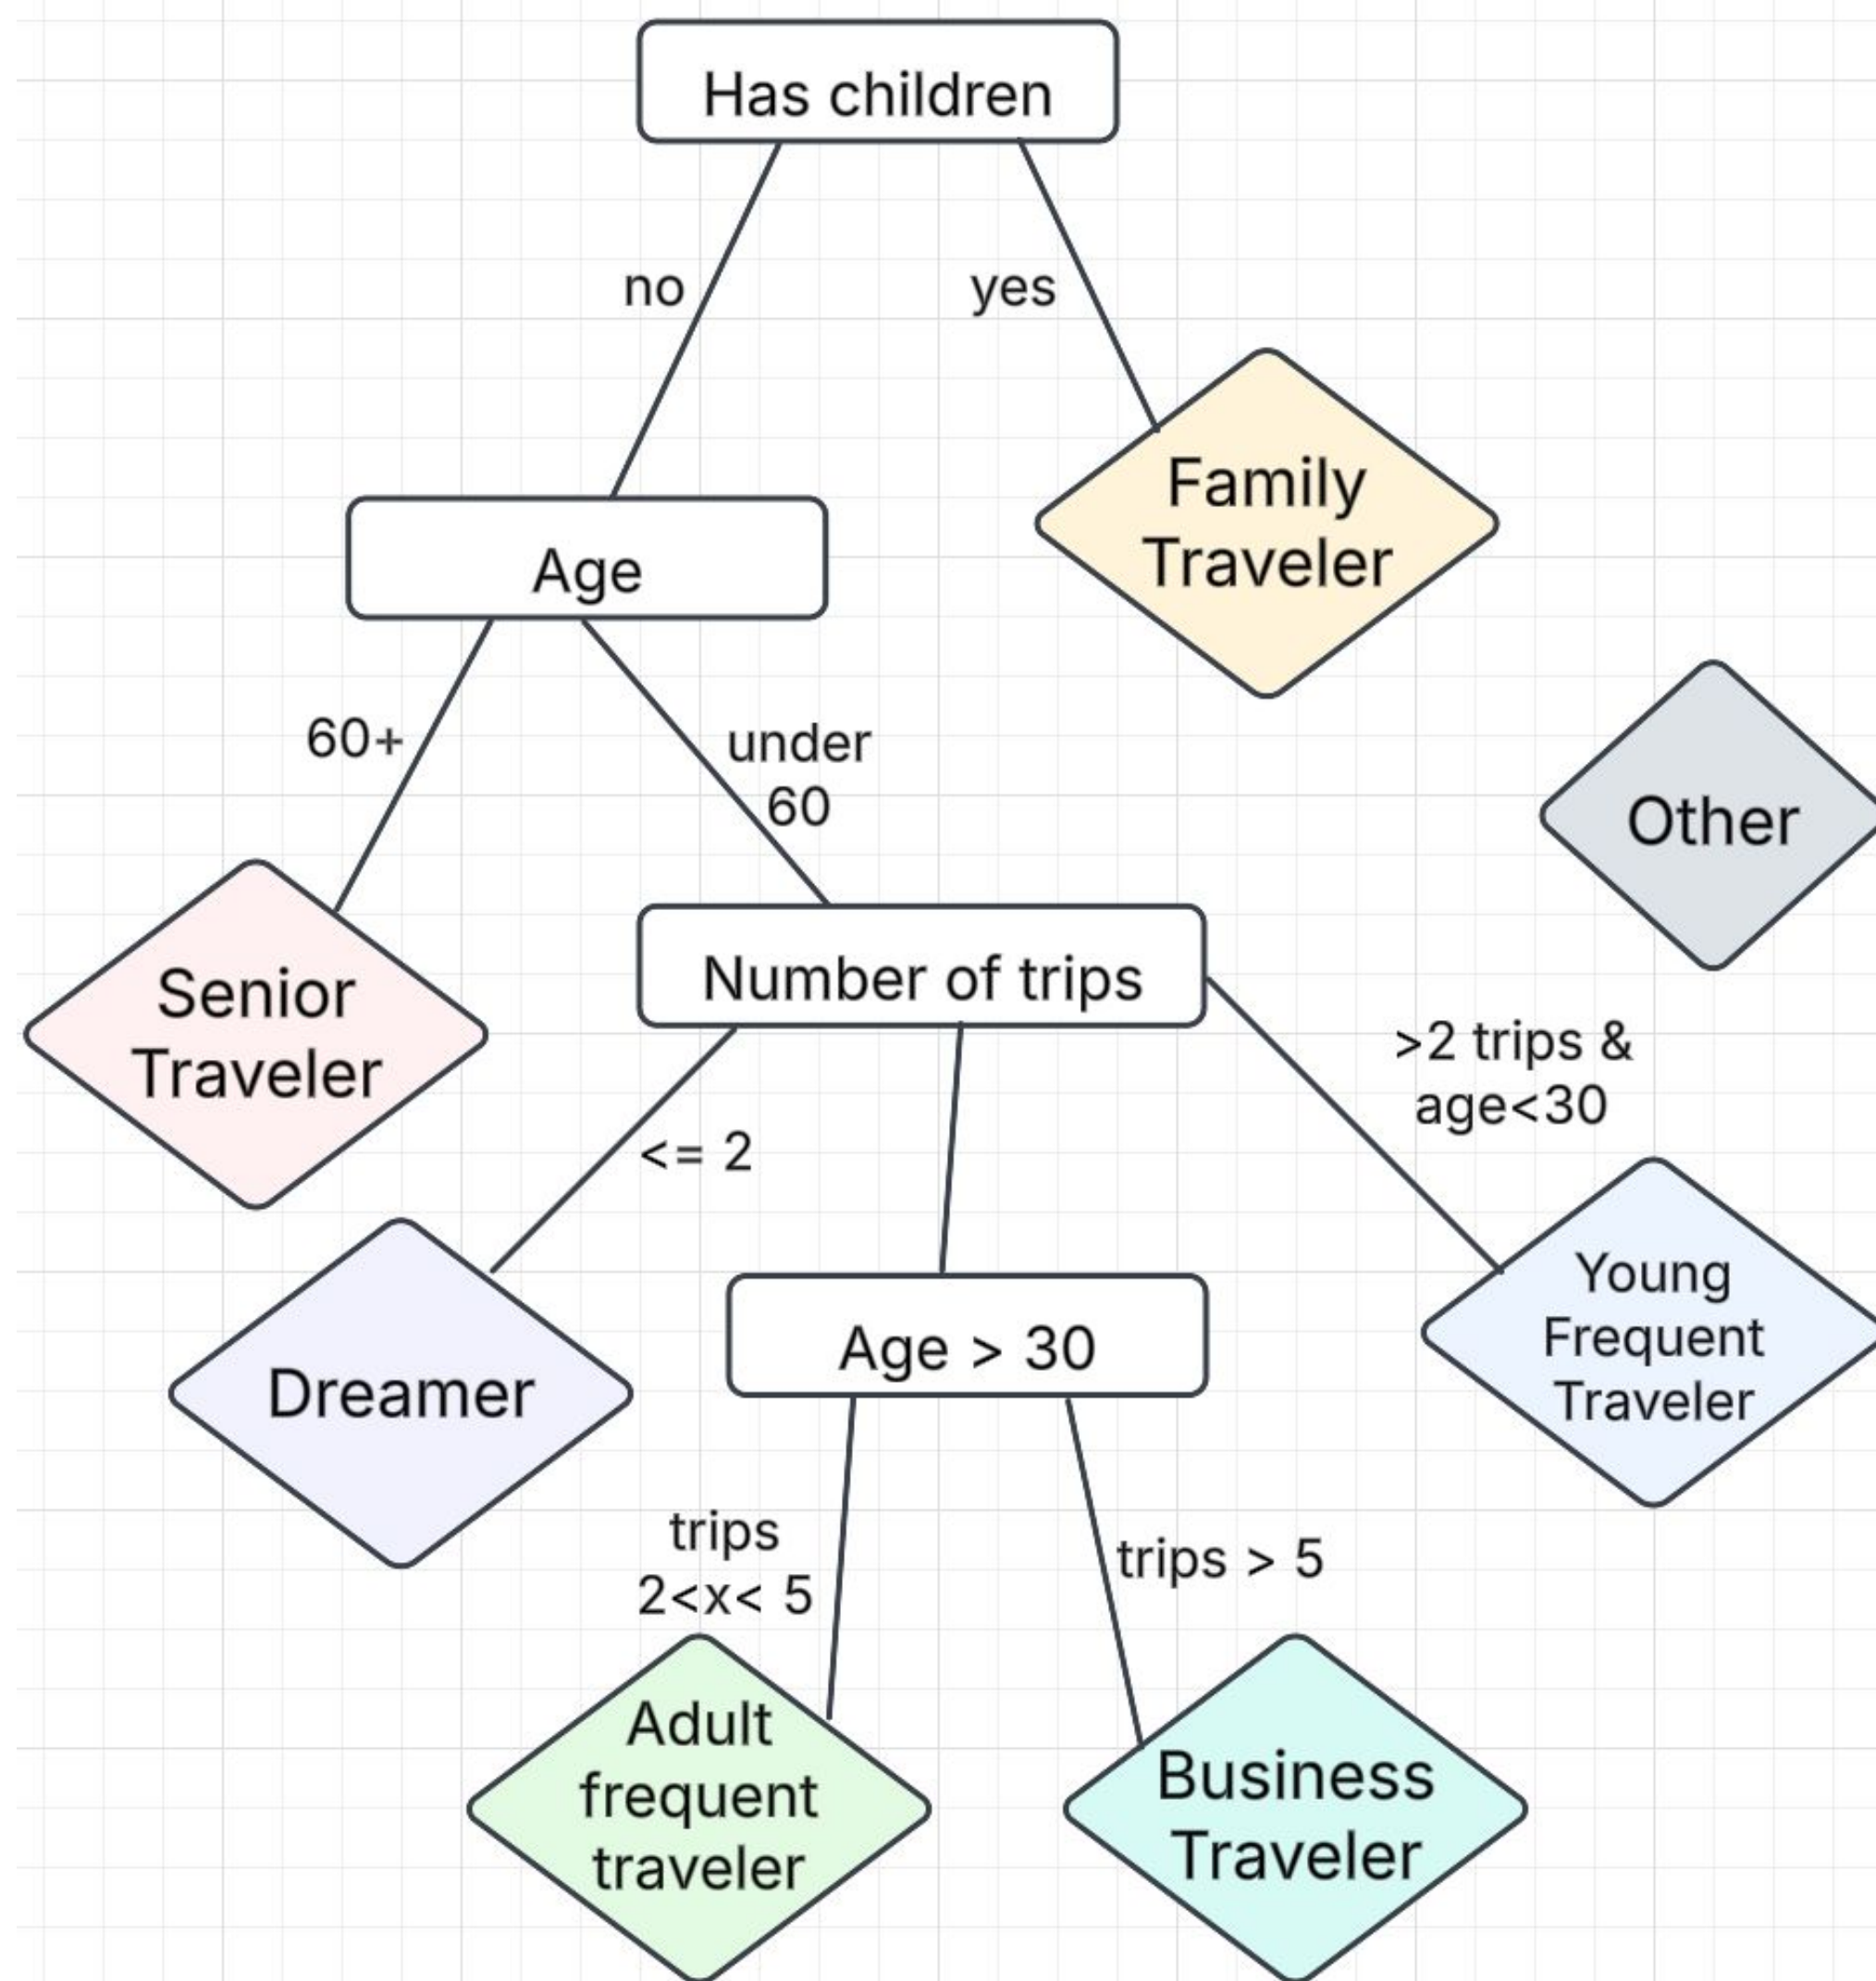 Has children
no
yes
Family
Traveler
Age
60+
under
60
Other
Senior
Traveler
Number of trips
>2 trips &
age<30
<= 2
Young
Frequent
Traveler
Dreamer
Age > 30
trips
2<x< 5
trips > 5
Adult
frequent
traveler
Business
Traveler